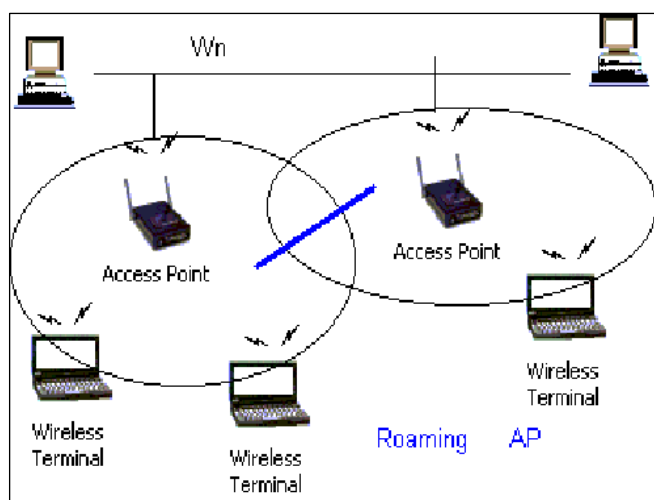 Wn
Access Point
Access Point
Wireless
Terminal
Wireless
Terminal
Wireless
Terminal
Roaming AP